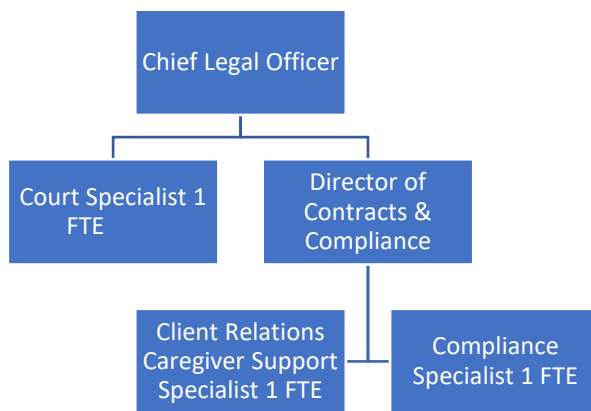 Chief Legal Officer
Court Specialist 1
FTE
Director of
Contracts &
Compliance
Client Relations
Caregiver Support
Specialist 1 FTE
Compliance
Specialist 1 FTE